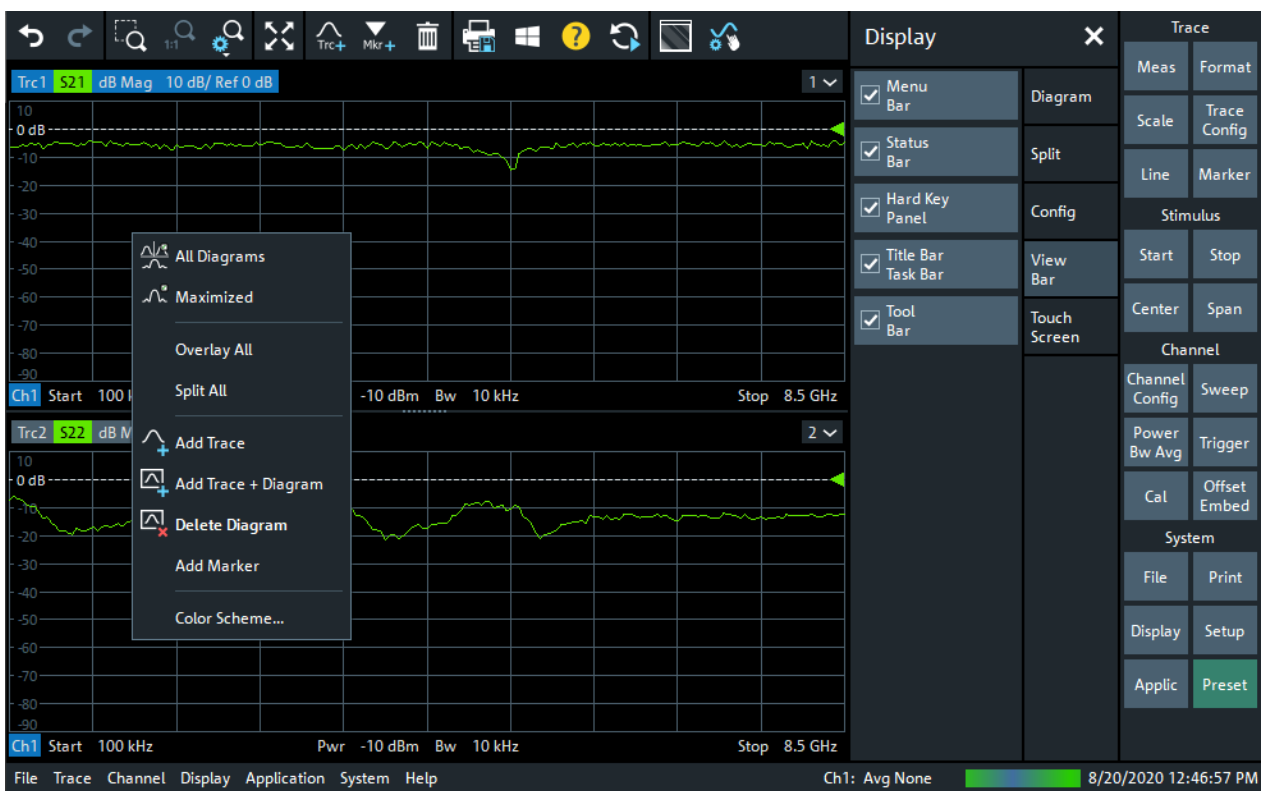 1:1
Trc+
Mkr+
?
Trc1 S21 dB Mag 10 dB/ Ref 0 dB
1
10
0 dB
-10
-20
-30
-40
-50
-60
-70
-80
-90
Ch1 Start 100 k
-10 dBm Bw 10 kHz
Stop 8.5 GHz
All Diagrams
Maximized
Overlay All
Split All
Add Trace
Add Trace + Diagram
Delete Diagram
Add Marker
Color Scheme...
Trc2 S22 dB M
2
10
0 dB
-10
-20
-30
-40
-50
-60
-70
-80
-90
Ch1 Start 100 kHz
Pwr -10 dBm Bw 10 kHz
Stop 8.5 GHz
Display
Menu
Bar
Status
Bar
Hard Key
Panel
Title Bar
Task Bar
Tool
Bar
Diagram
Split
Config
View
Bar
Touch
Screen
Trace
Meas Format
Scale
Trace
Config
Line Marker
Stimulus
Start Stop
Center Span
Channel
Channel
Config
Sweep
Power
Bw Avg
Trigger
Cal
Offset
Embed
System
File Print
Display Setup
Applic Preset
File Trace Channel Display Application System Help
Ch1: Avg None
8/20/2020 12:46:57 PM